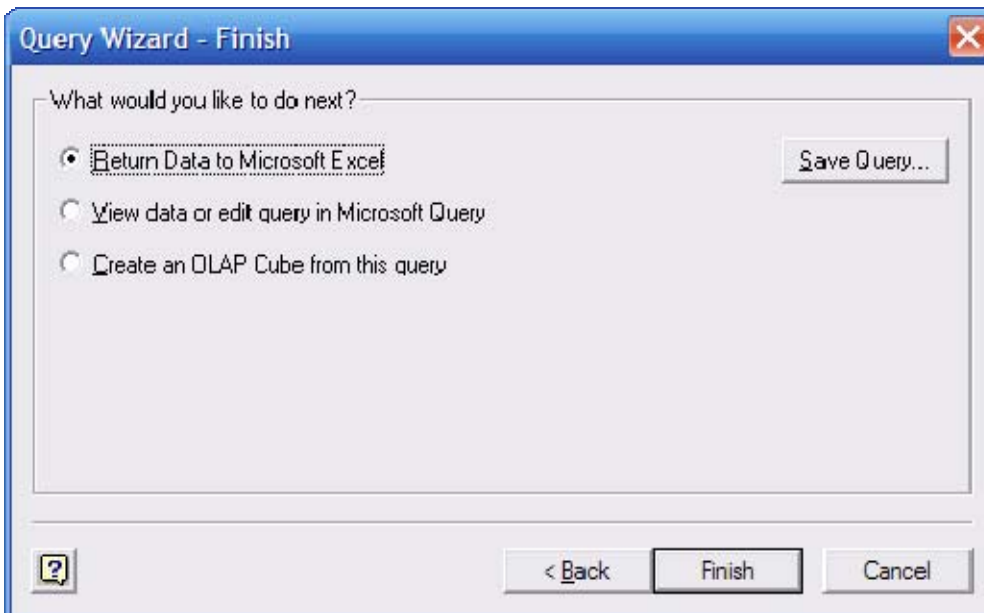 Query Wizard - Finish
What would you like to do next?
Return Data to Microsoft Excel
Save Query...
View data or edit query in Microsoft Query
Create an OLAP Cube from this query
?
< Back
Finish
Cancel